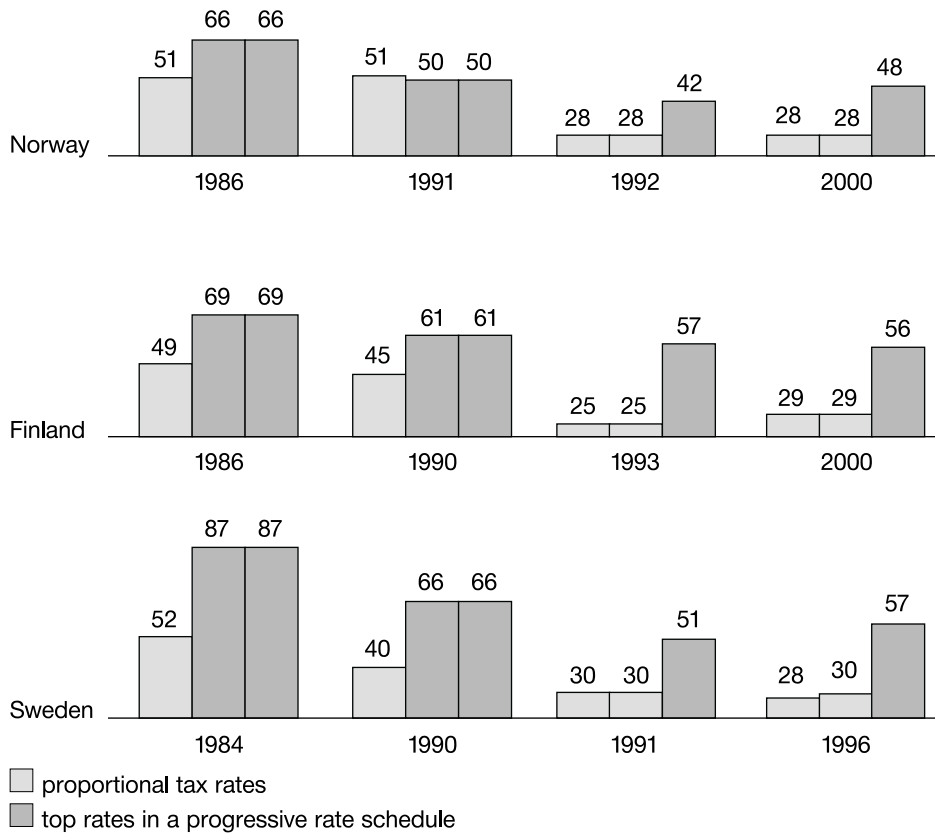 66 66
51 51 50 50 48
42
28 28 28 28
Norway
1986 1991 1992 2000
69 69
61 61 57 56
49 45
25 25 29 29
Finland
1986 1990 1993 2000
87 87
66 66
52 51 57
40
30 30 28 30
Sweden
1984 1990 1991 1996
proportional tax rates
top rates in a progressive rate schedule